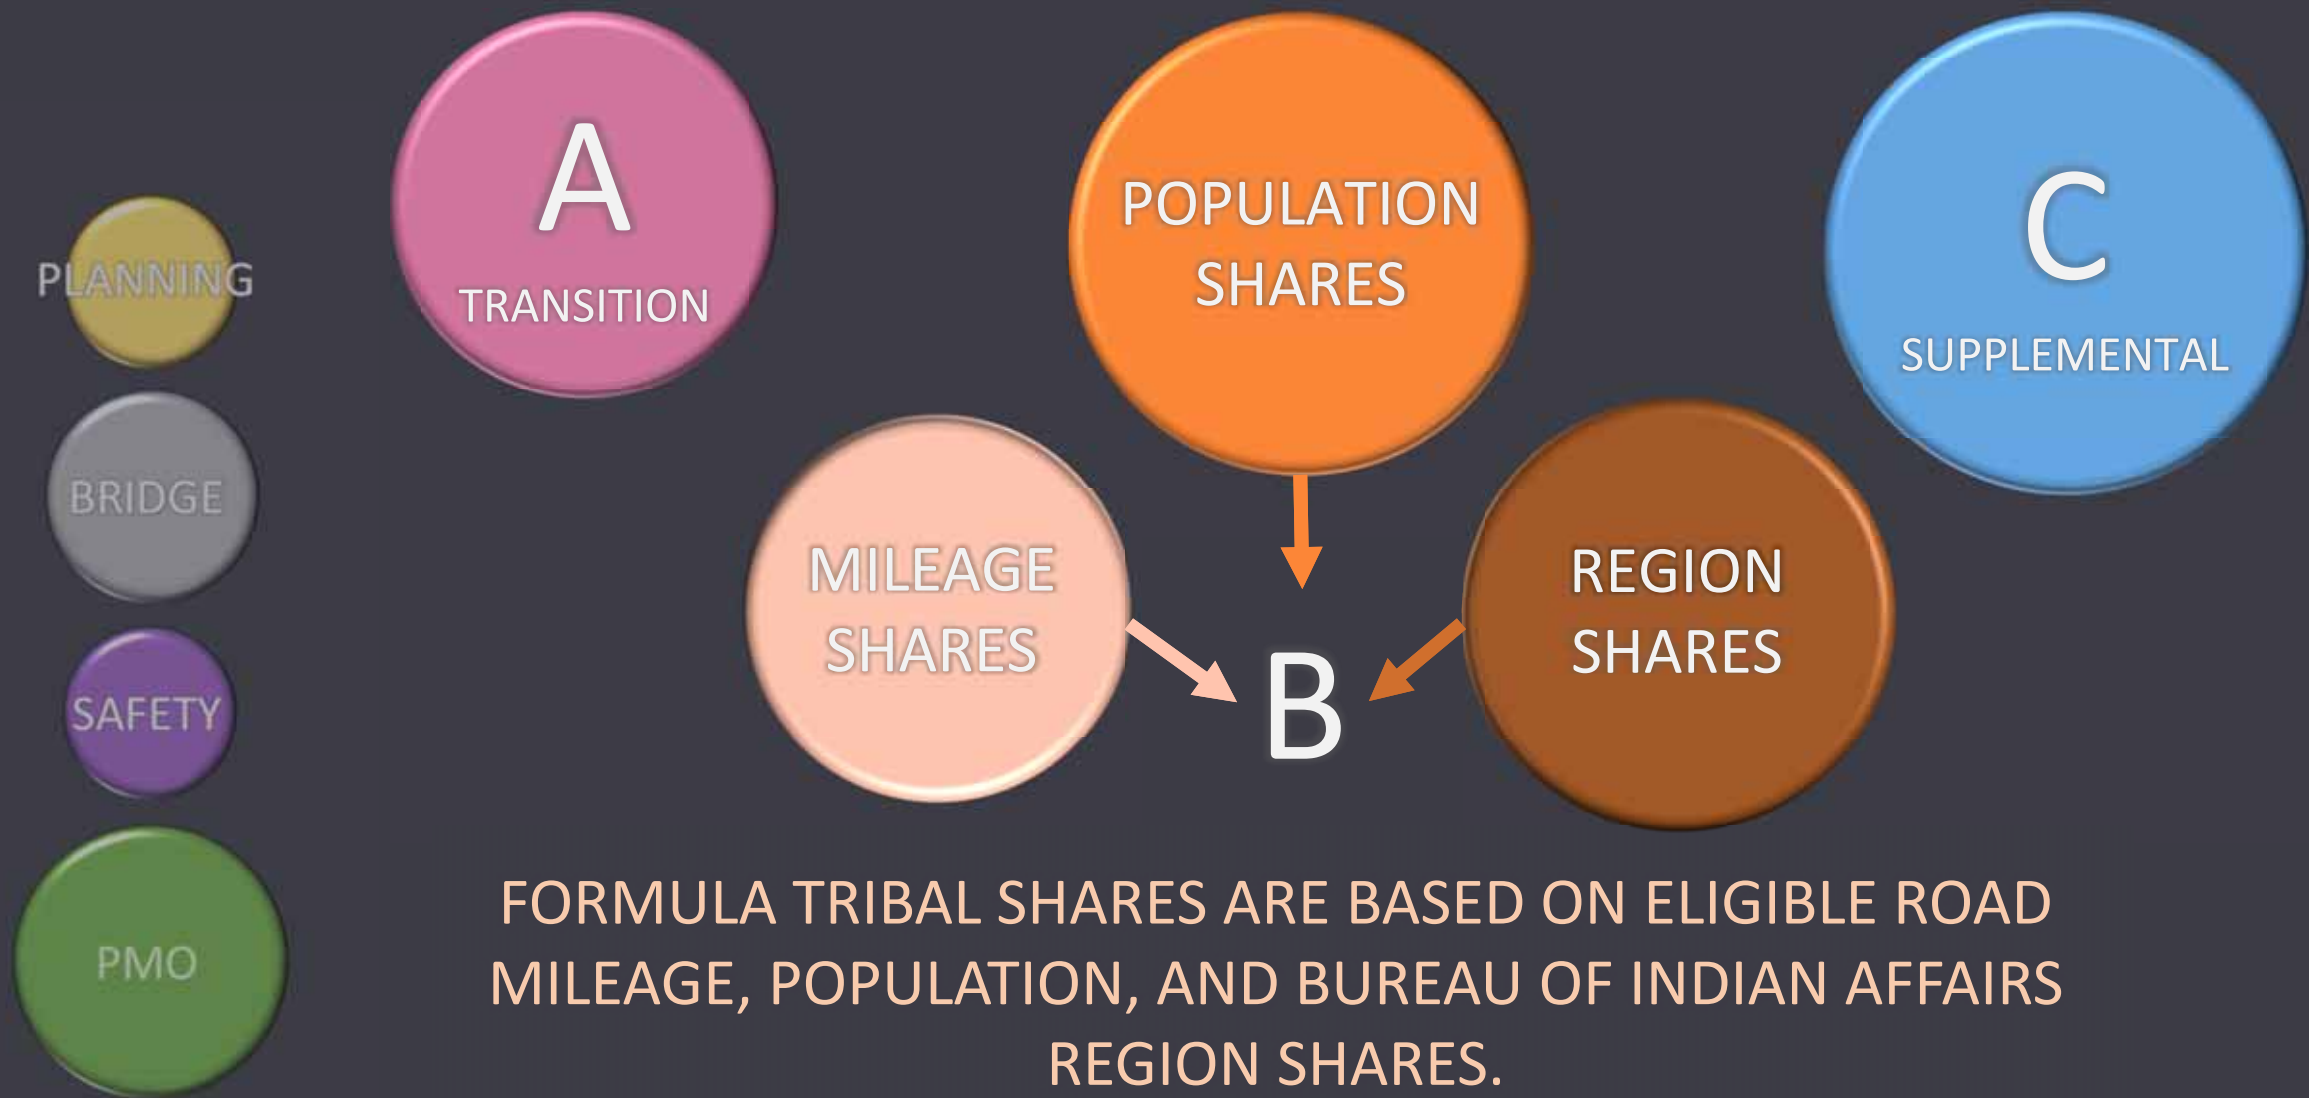 PLANNING
BRIDGE
SAFETY
PMO
A
TRANSITION
POPULATION
SHARES
C
SUPPLEMENTAL
MILEAGE
SHARES
B
REGION
SHARES
FORMULA TRIBAL SHARES ARE BASED ON ELIGIBLE ROAD
MILEAGE, POPULATION, AND BUREAU OF INDIAN AFFAIRS
REGION SHARES.